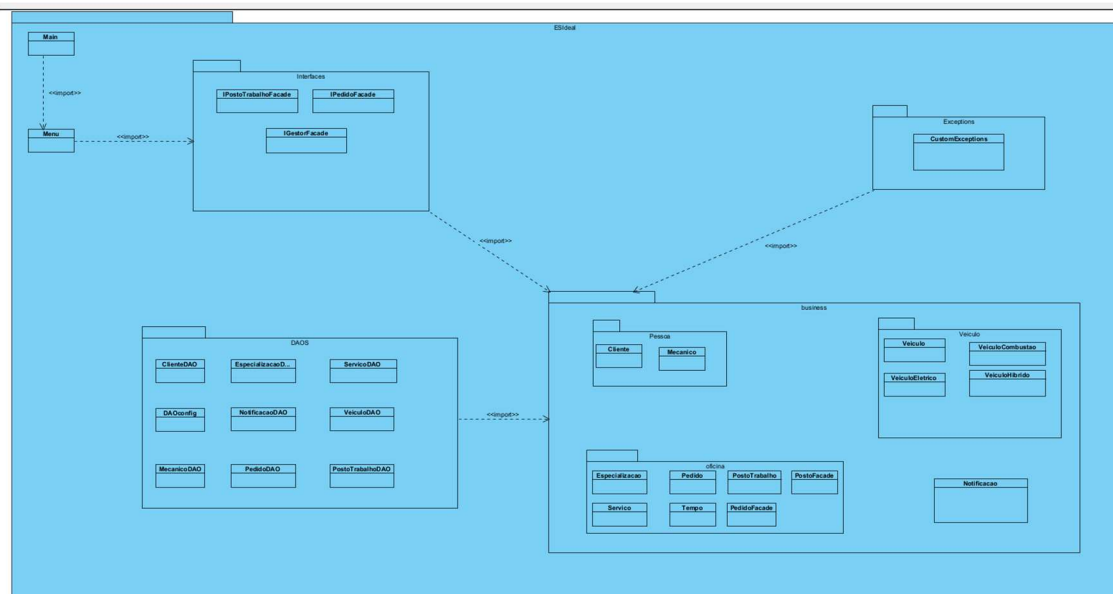 ESIdeal
Main
<<import>>
Menu
<<import>>
Interfaces
IPostoTrabalhoFacade
IPedidoFacade
IGestorFacade
Exceptions
CustomExceptions
<<import>>
<<import>>
business
Pessoa
Cliente
Mecanico
Veiculo
Veiculo
VeiculoCombustao
VeiculoEletrico
VeiculoHibrido
DAOS
ClienteDAO
EspecializacaoD...
ServicoDAO
DAOconfig
NotificacaoDAO
VeiculoDAO
MecanicoDAO
PedidoDAO
PostoTrabalhoDAO
<<import>>
oficina
Especializacao
Pedido
PostoTrabalho
PostoFacade
Servico
Tempo
PedidoFacade
Notificacao